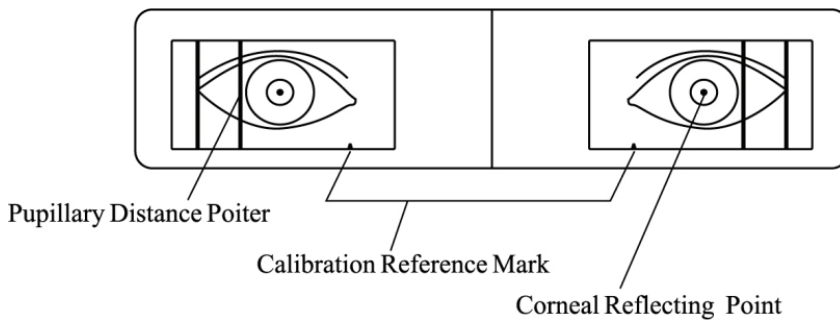 Pupillary Distance Poiter
Calibration Reference Mark
Corneal Reflecting Point